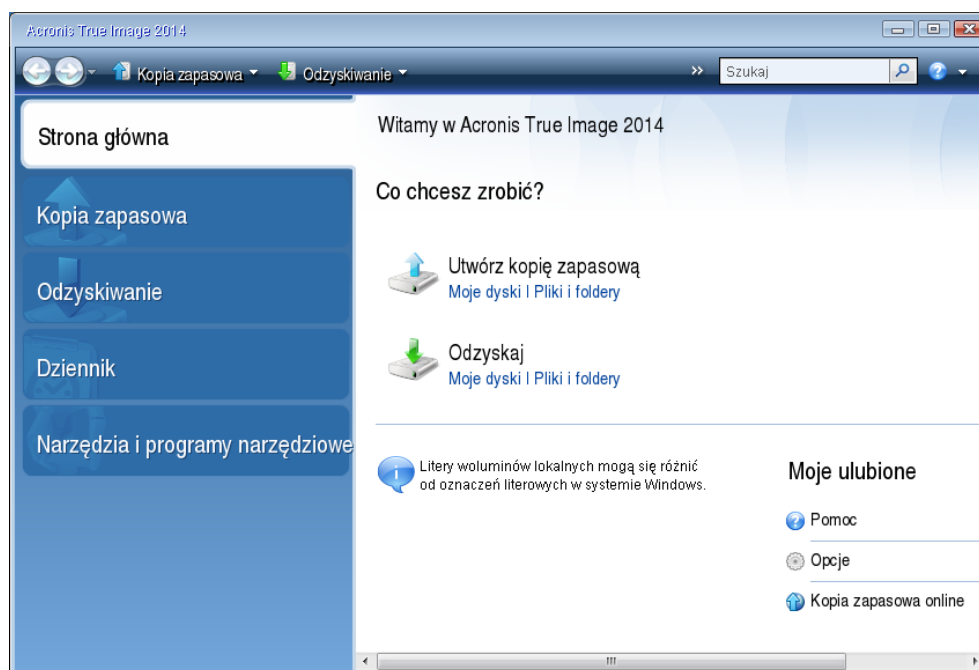 Acronis True Image 2014
Kopia zapasowa
Odzyskiwanie
»
Szukaj
Strona główna
Kopia zapasowa
Odzyskiwanie
Dziennik
Narzędzia i programy narzędziowe
Witamy w Acronis True Image 2014
Co chcesz zrobić?
Utwórz kopię zapasową
Moje dyski | Pliki i foldery
Odzyskaj
Moje dyski | Pliki i foldery
Litery woluminów lokalnych mogą się różnić
od oznaczeń literowych w systemie Windows.
Moje ulubione
Pomoc
Opcje
Kopia zapasowa online